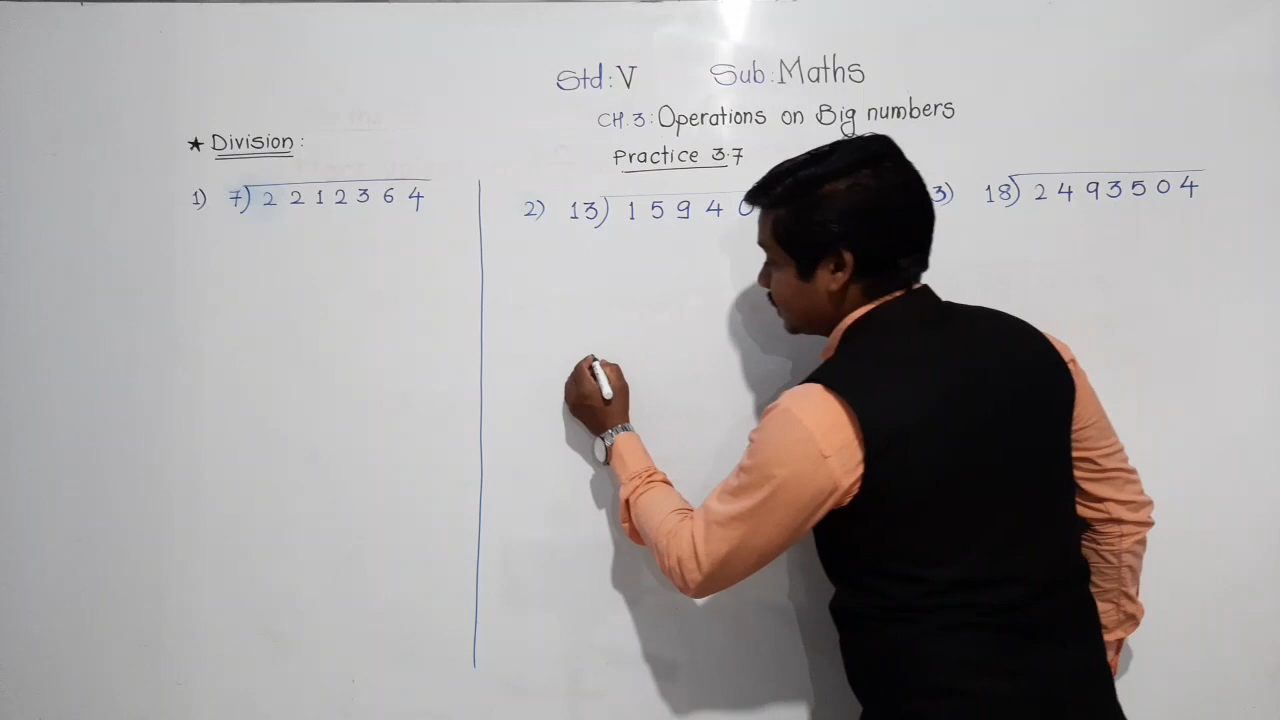 Std: V Sub: Maths
CH.3: Operations on Big numbers
★ Division:
Practice 3.7
1) 7) 2 2 1 2 3 6 4
2) 13) 1 5 9 4 0
3) 18) 2 4 9 3 5 0 4